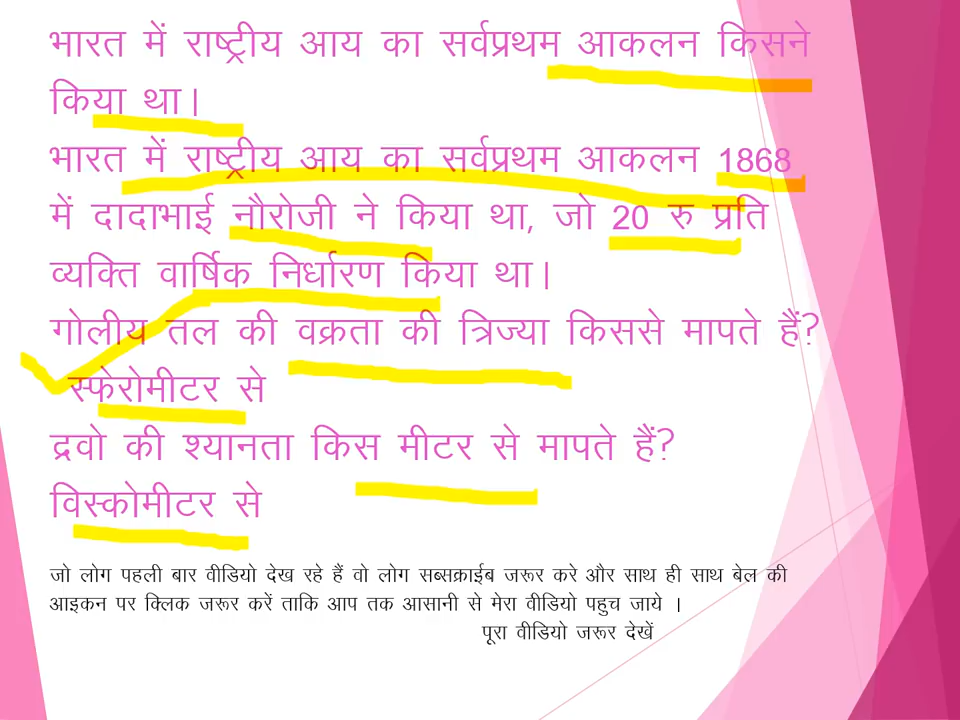 भारत में राष्ट्रीय आय का सर्वप्रथम आकलन किसने
किया था।
भारत में राष्ट्रीय आय का सर्वप्रथम आकलन 1868
में दादाभाई नौरोजी ने किया था, जो 20 रु प्रति
व्यक्ति वार्षिक निर्धारण किया था।
गोलीय तल की वक्रता की त्रिज्या किससे मापते हैं?
स्फेरोमीटर से
द्रवो की श्यानता किस मीटर से मापते हैं?
विस्कोमीटर से
जो लोग पहली बार वीडियो देख रहे हैं वो लोग सब्सक्राईब जरूर करे और साथ ही साथ बेल की
आइकन पर क्लिक जरूर करें ताकि आप तक आसानी से मेरा वीडियो पहुच जाये ।
पूरा वीडियो जरूर देखें